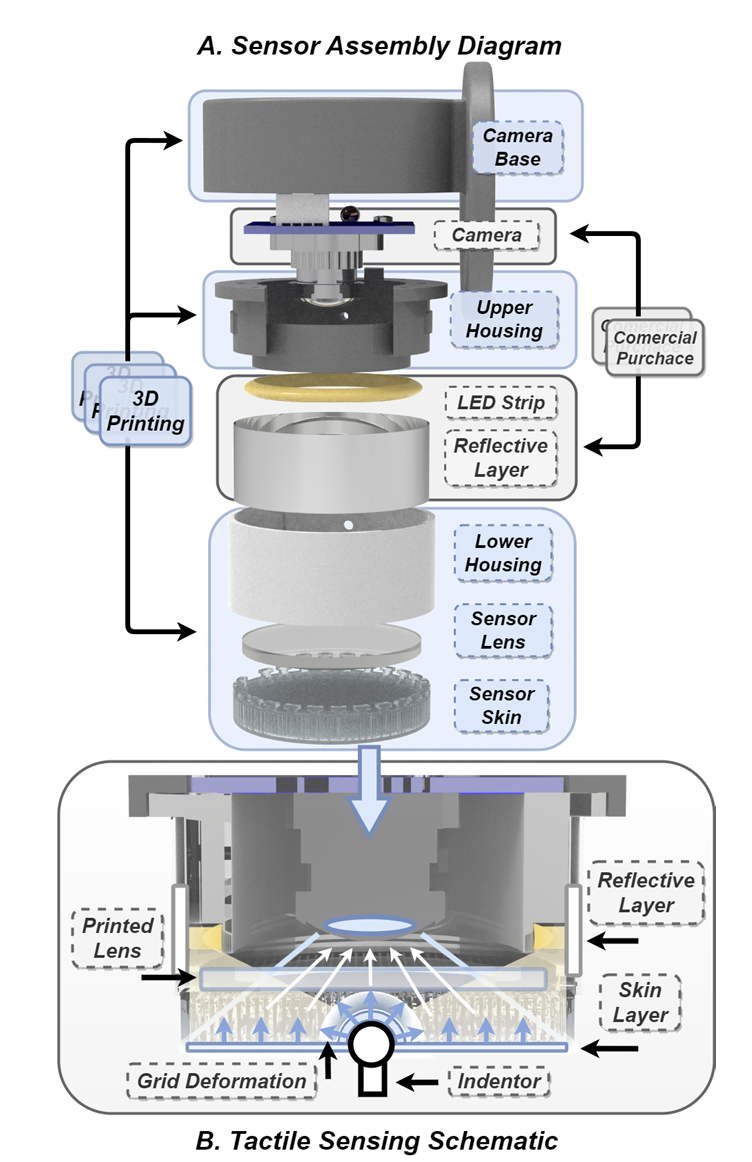 A. Sensor Assembly Diagram
Camera
Base
Camera
Upper
Housing
Comercial
Purchace
3D
Printing
LED Strip
Reflective
Layer
Lower
Housing
Sensor
Lens
Sensor
Skin
Reflective
Layer
Printed
Lens
Skin
Layer
Grid Deformation
Indentor
B. Tactile Sensing Schematic